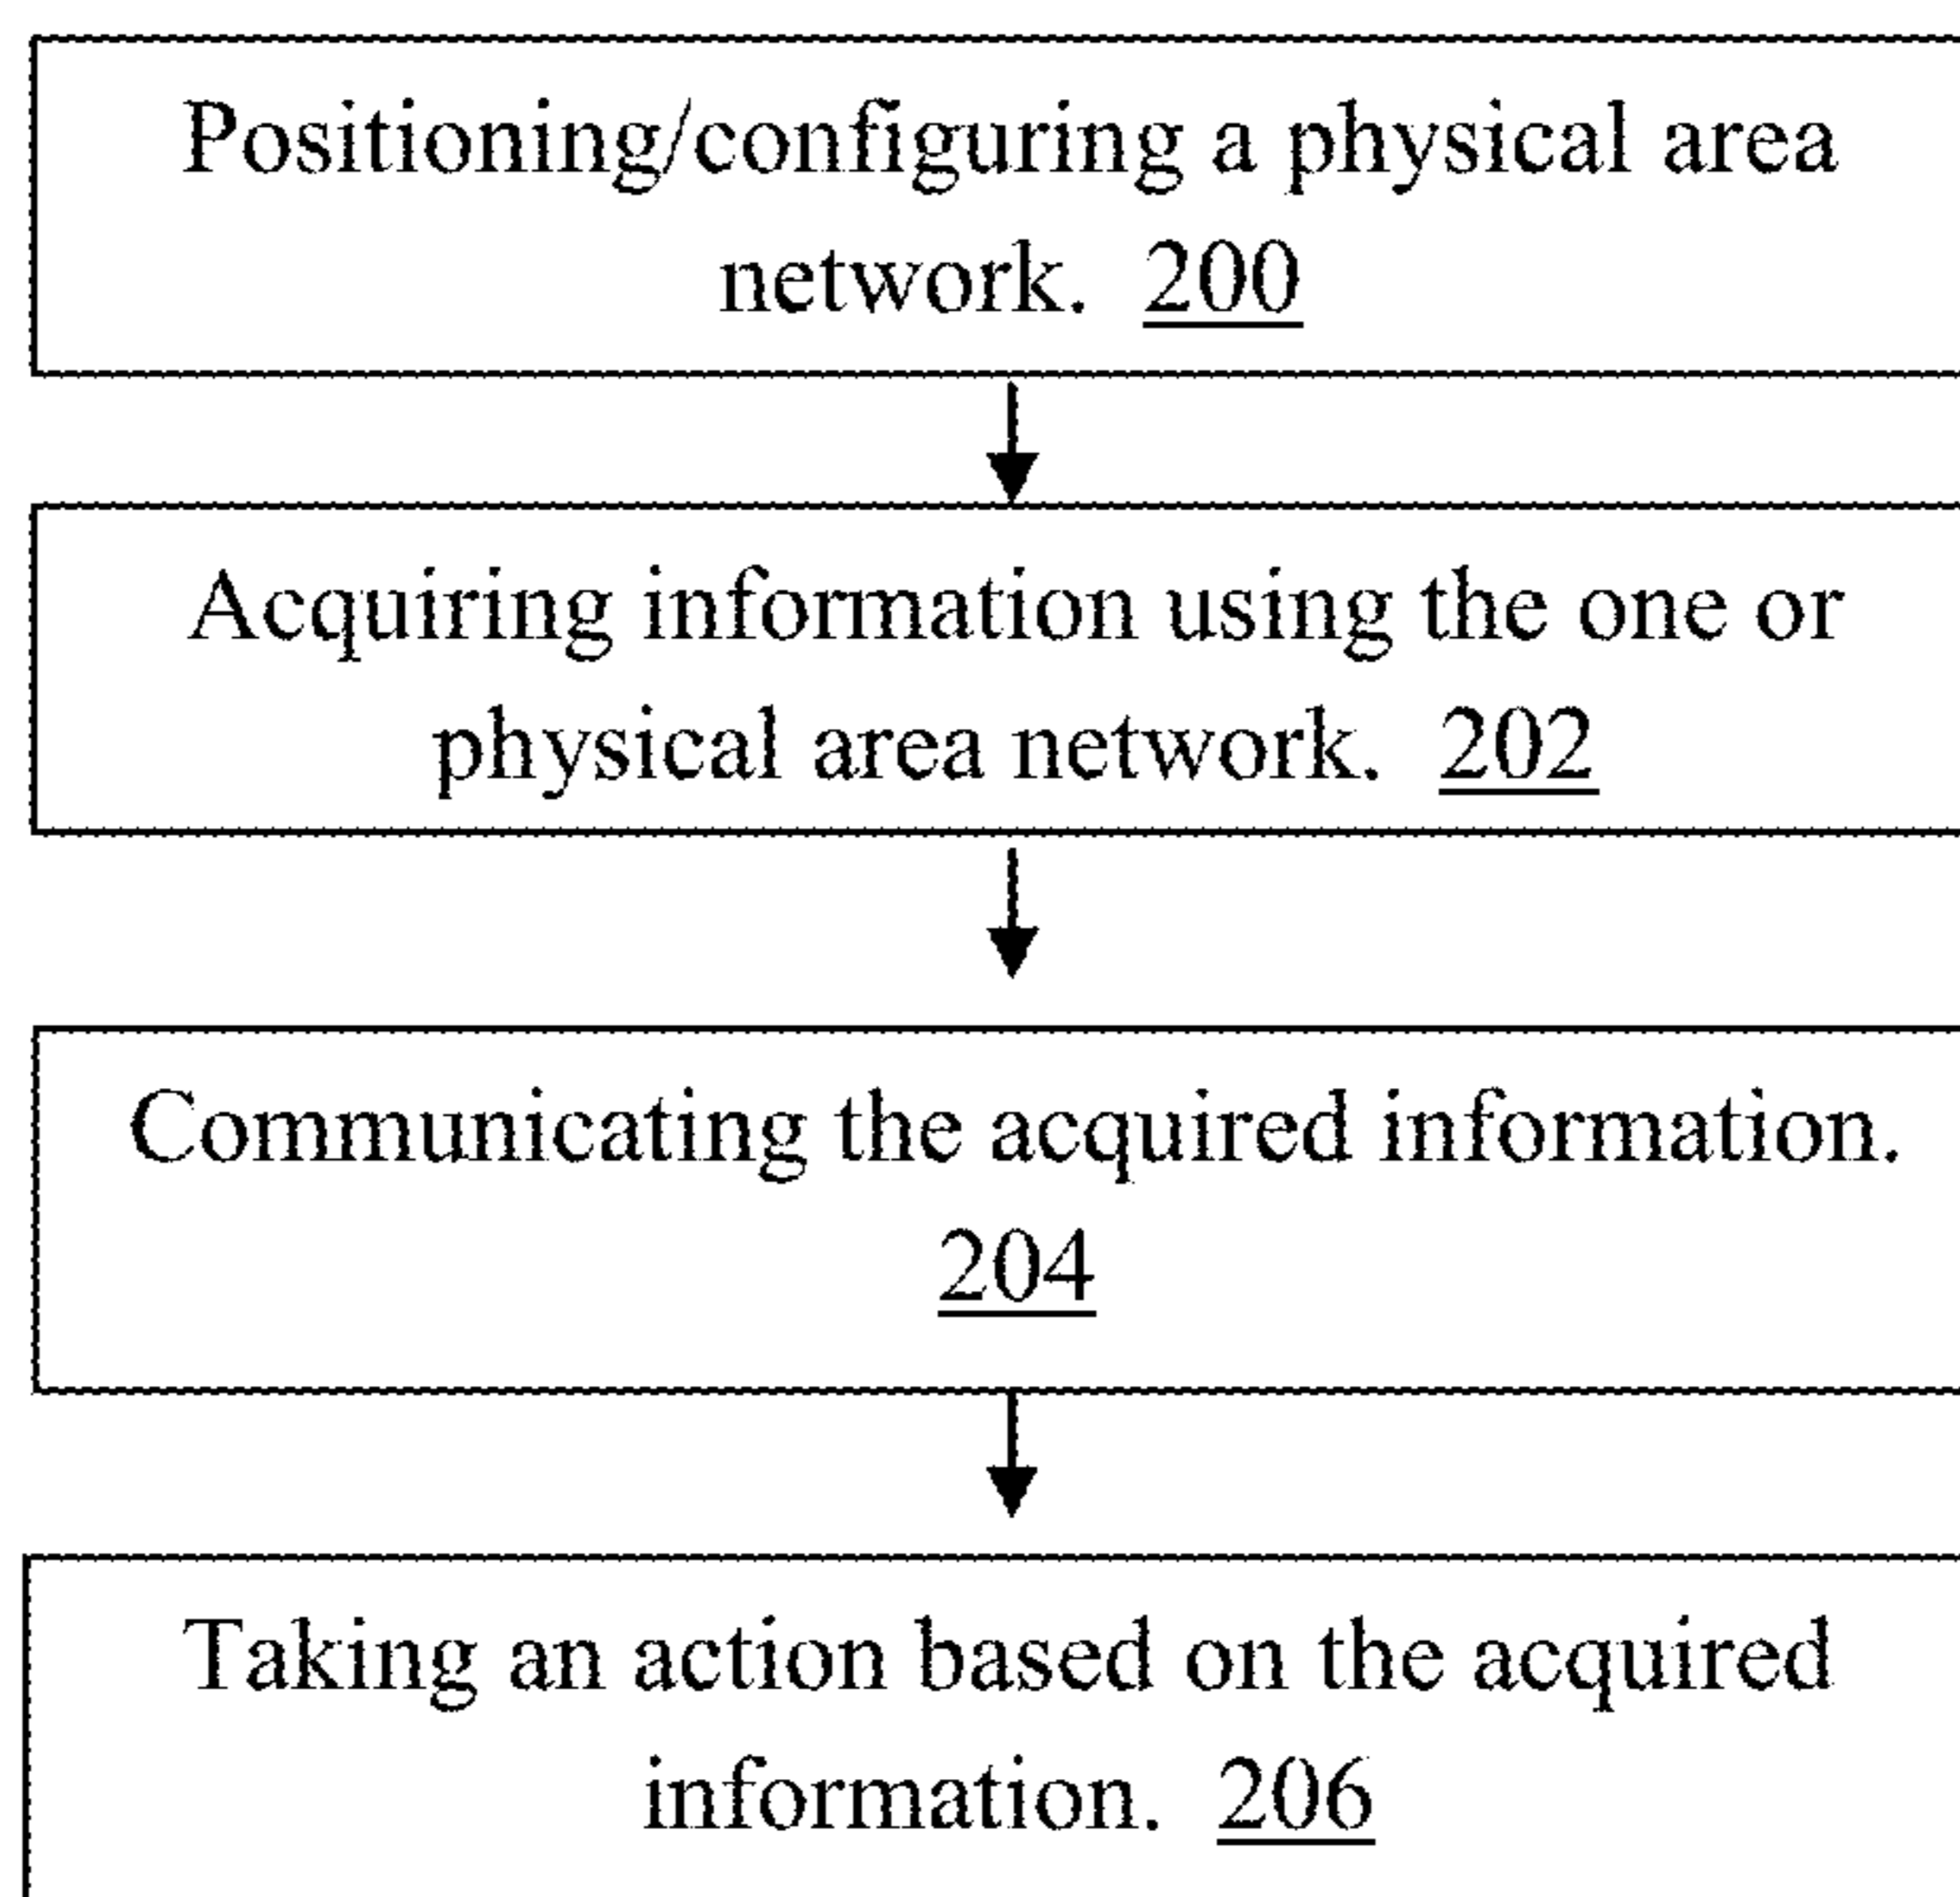 Positioning/configuring a physical area
network. 200
Acquiring information using the one or
physical area network. 202
Communicating the acquired information.
204
Taking an action based on the acquired
information. 206